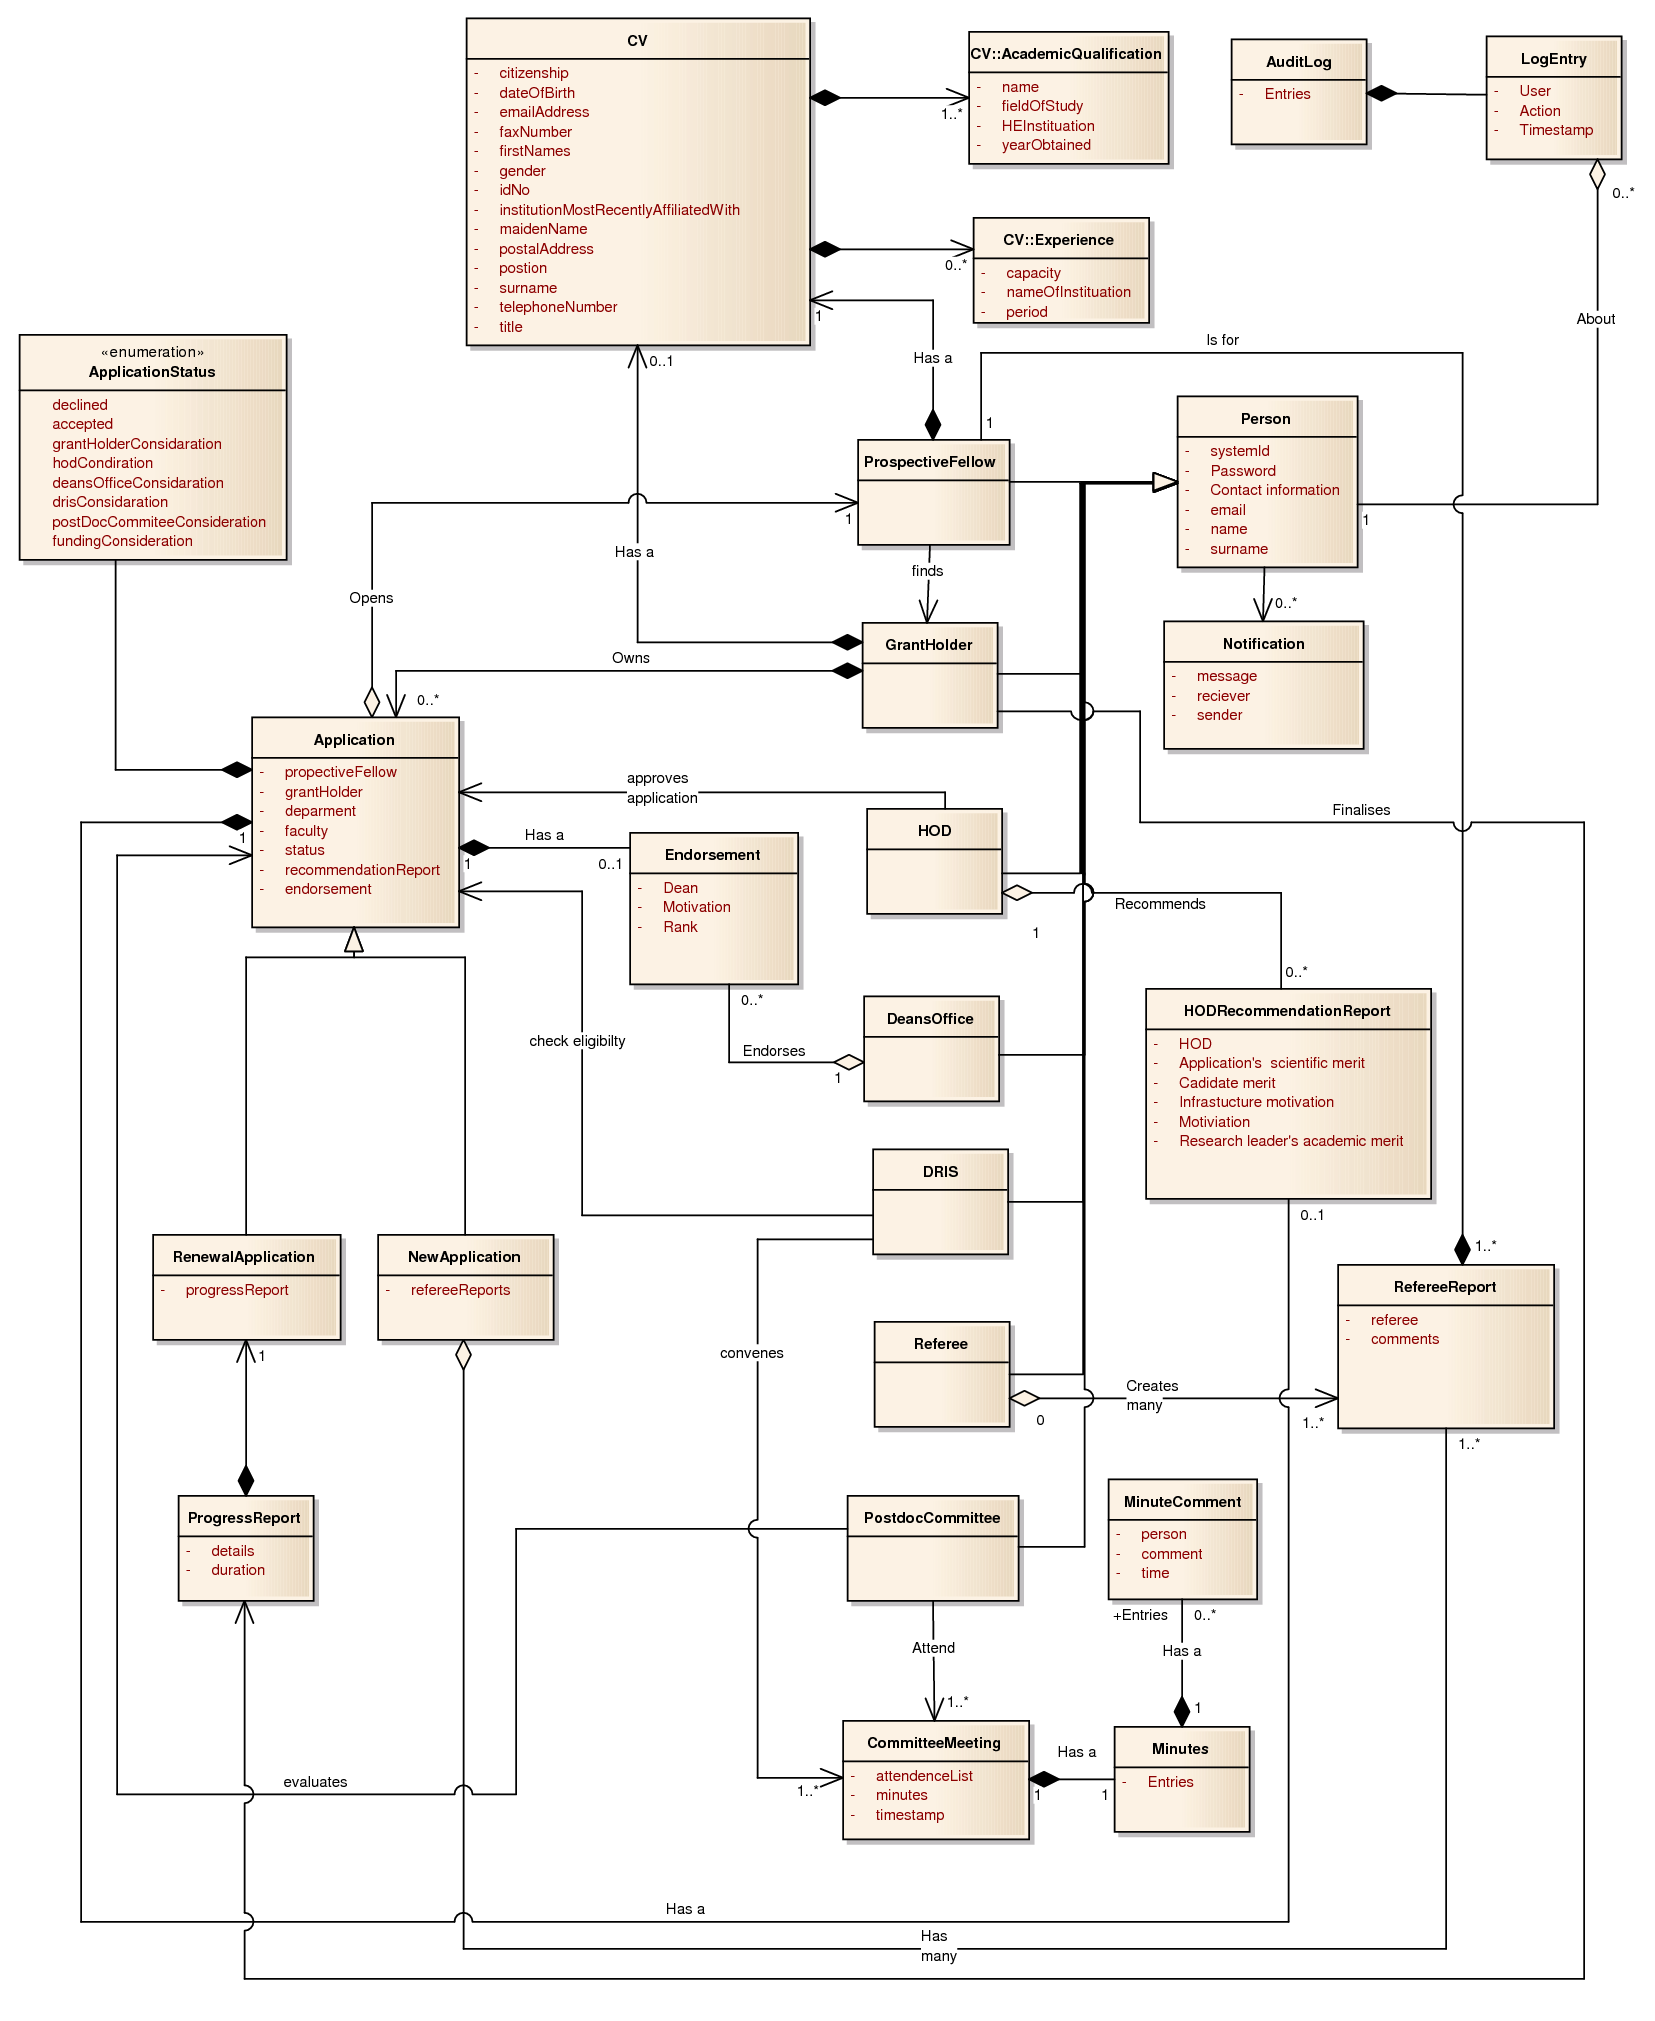 CV
- citizenship
- dateOfBirth
- emailAddress
- faxNumber
- firstNames
- gender
- idNo
- institutionMostRecentlyAffiliatedWith
- maidenName
- postalAddress
- postion
- surname
- telephoneNumber
- title
CV::AcademicQualification
- name
- fieldOfStudy
- HEInstituation
- yearObtained
1..*
AuditLog
- Entries
LogEntry
- User
- Action
- Timestamp
0..*
CV::Experience
- capacity
- nameOfInstituation
- period
0..*
1
About
Is for
Has a
0..1
«enumeration»
ApplicationStatus
declined
accepted
grantHolderConsidaration
hodCondiration
deansOfficeConsidaration
drisConsidaration
postDocCommiteeConsideration
fundingConsideration
Person
- systemId
- Password
- Contact information
- email
- name
- surname
1
1
ProspectiveFellow
1
Has a
finds
Opens
0..*
Notification
- message
- reciever
- sender
GrantHolder
Owns
0..*
Application
- propectiveFellow
- grantHolder
- deparment
- faculty
- status
- recommendationReport
- endorsement
1
approves
application
HOD
Finalises
Has a
1
0..1
Endorsement
- Dean
- Motivation
- Rank
0..*
Recommends
1
0..*
DeansOffice
Endorses
1
check eligibilty
HODRecommendationReport
- HOD
- Application's  scientific merit
- Cadidate merit
- Infrastucture motivation
- Motiviation
- Research leader's academic merit
0..1
DRIS
RenewalApplication
- progressReport
1
NewApplication
- refereeReports
1..*
RefereeReport
- referee
- comments
1..*
convenes
Referee
0
Creates
many
1..*
ProgressReport
- details
- duration
PostdocCommittee
MinuteComment
- person
- comment
- time
+Entries
0..*
Attend
Has a
1..*
1
CommitteeMeeting
- attendenceList
- minutes
- timestamp
1..*
Has a
1
1
Minutes
- Entries
evaluates
Has a
Has
many